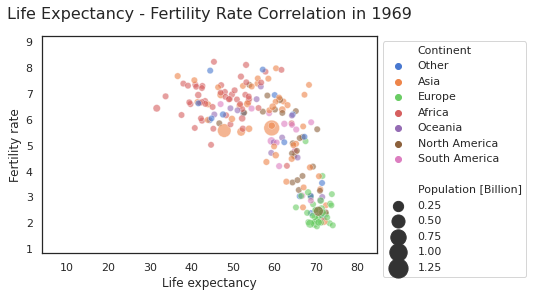 Life Expectancy - Fertility Rate Correlation in 1969
9
8
7
6
5
4
3
2
1
Fertility rate
10 20 30 40 50 60 70 80
Life expectancy
Continent
Other
Asia
Europe
Africa
Oceania
North America
South America
Population [Billion]
0.25
0.50
0.75
1.00
1.25